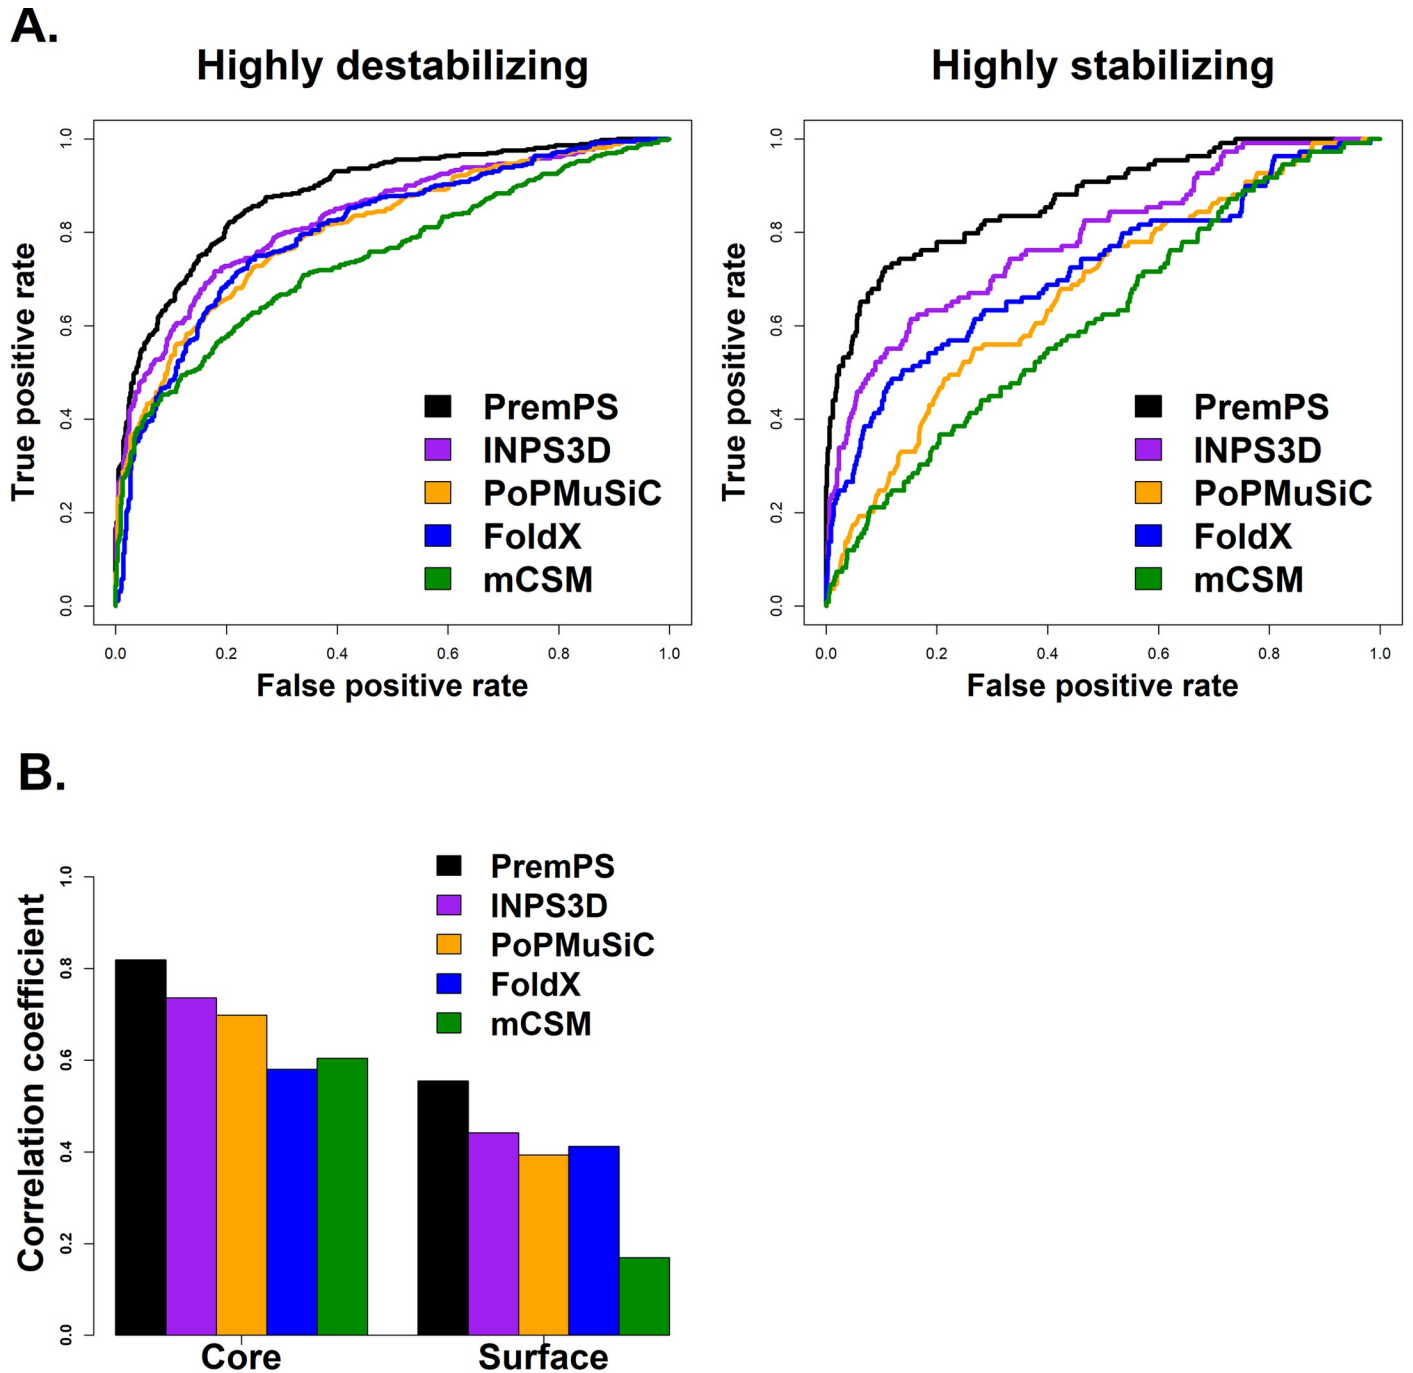 A.
Highly destabilizing
Highly stabilizing
True positive rate
0.0 0.2 0.4 0.6 0.8 1.0
PremPS
INPS3D
PoPMuSiC
FoldX
mCSM
0.0 0.2 0.4 0.6 0.8 1.0
False positive rate
True positive rate
0.0 0.2 0.4 0.6 0.8 1.0
PremPS
INPS3D
PoPMuSiC
FoldX
mCSM
0.0 0.2 0.4 0.6 0.8 1.0
False positive rate
B.
Correlation coefficient
0.0 0.2 0.4 0.6 0.8 1.0
PremPS
INPS3D
PoPMuSiC
FoldX
mCSM
Core
Surface